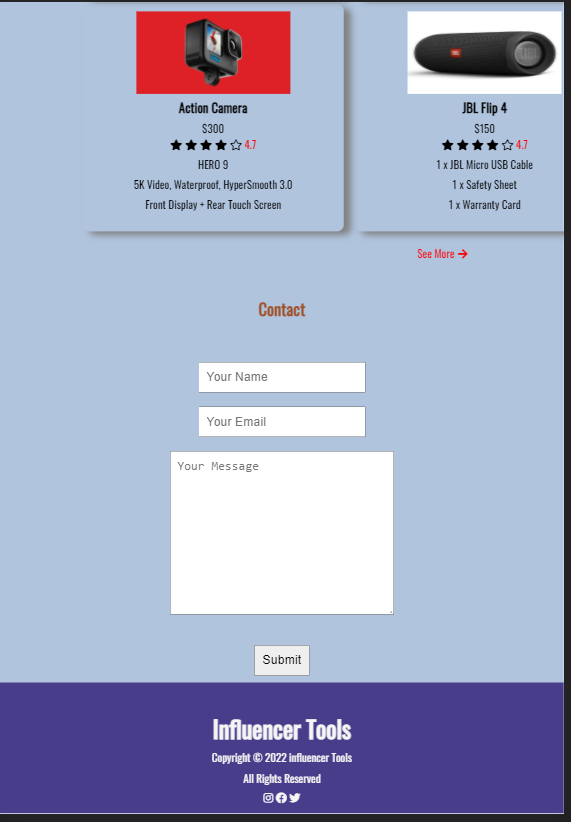 Action Camera
$300
4.7
HERO 9
5K Video, Waterproof, HyperSmooth 3.0
Front Display + Rear Touch Screen
JBL
JBL Flip 4
$150
4.7
1 x JBL Micro USB Cable
1 x Safety Sheet
1 x Warranty Card
See More
Contact
Your Name
Your Email
Your Message
Submit
Influencer Tools
Copyright © 2022 influencer Tools
All Rights Reserved